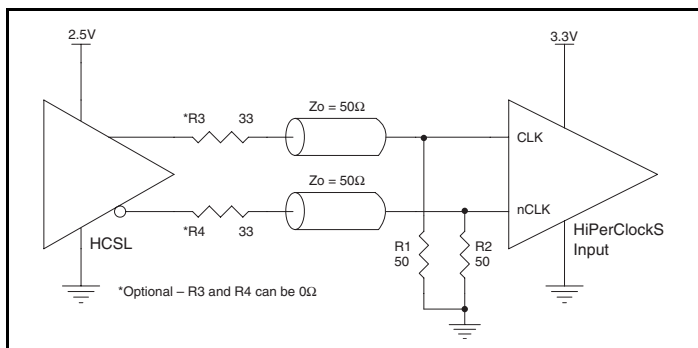 2.5V
3.3V
*R3 33
Zo = 50Ω
CLK
*R4 33
Zo = 50Ω
nCLK
HCSL
R1
50
R2
50
HiPerClockS
Input
*Optional – R3 and R4 can be 0Ω